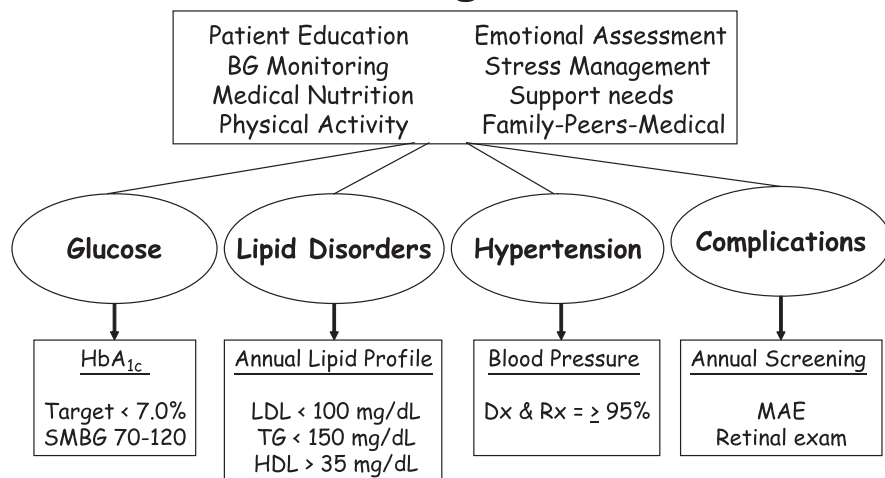 Patient Education
BG Monitoring
Medical Nutrition
Physical Activity
Emotional Assessment
Stress Management
Support needs
Family-Peers-Medical
Glucose
Lipid Disorders
Hypertension
Complications
HbA1c
Target < 7.0%
SMBG 70-120
Annual Lipid Profile
LDL < 100 mg/dL
TG < 150 mg/dL
HDL > 35 mg/dL
Blood Pressure
Dx & Rx = ≥ 95%
Annual Screening
MAE
Retinal exam